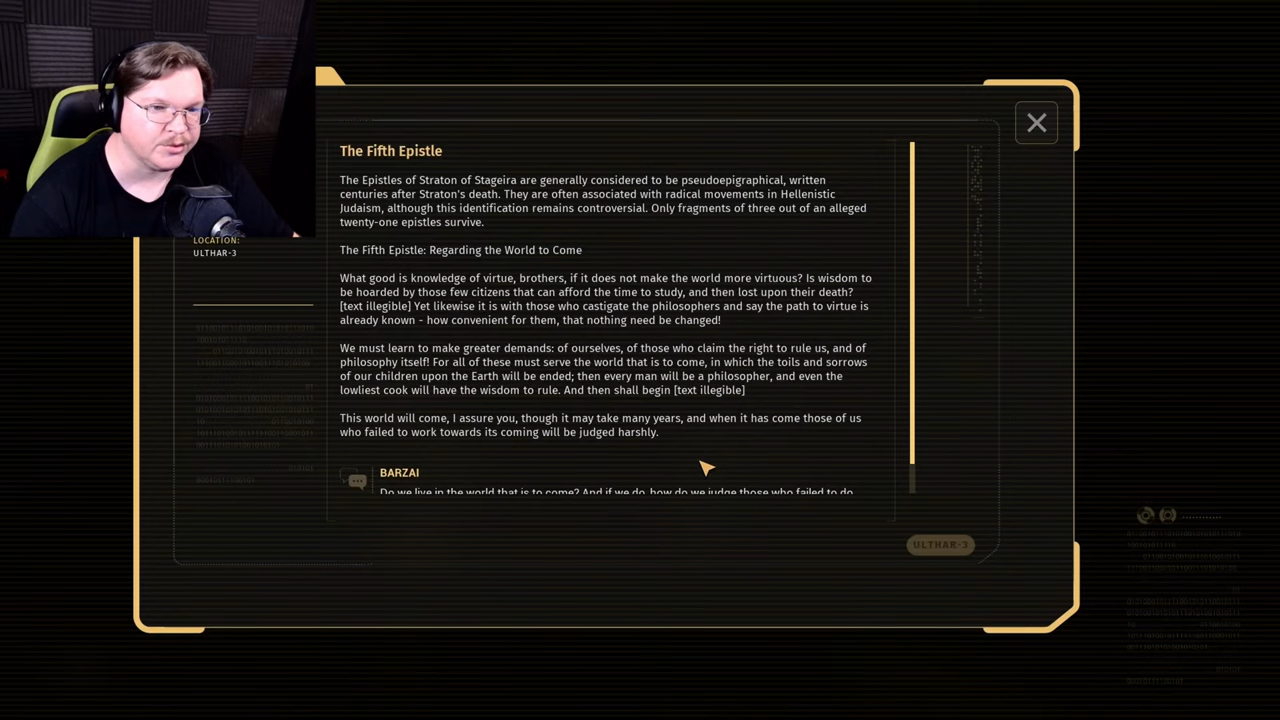 The Fifth Epistle
The Epistles of Straton of Stageira are generally considered to be pseudoepigraphical, written
centuries after Straton's death. They are often associated with radical movements in Hellenistic
Judaism, although this identification remains controversial. Only fragments of three out of an alleged
twenty-one epistles survive.
The Fifth Epistle: Regarding the World to Come
What good is knowledge of virtue, brothers, if it does not make the world more virtuous? Is wisdom to
be hoarded by those few citizens that can afford the time to study, and then lost upon their death?
[text illegible] Yet likewise it is with those who castigate the philosophers and say the path to virtue is
already known - how convenient for them, that nothing need be changed!
We must learn to make greater demands: of ourselves, of those who claim the right to rule us, and of
philosophy itself! For all of these must serve the world that is to come, in which the toils and sorrows
of our children upon the Earth will be ended; then every man will be a philosopher, and even the
lowliest cook will have the wisdom to rule. And then shall begin [text illegible]
This world will come, I assure you, though it may take many years, and when it has come those of us
who failed to work towards its coming will be judged harshly.
BARZAI
Do we live in the world that is to come? And if we do, how do we judge those who failed to do
LOCATION:
ULTHAR-3
ULTHAR-3